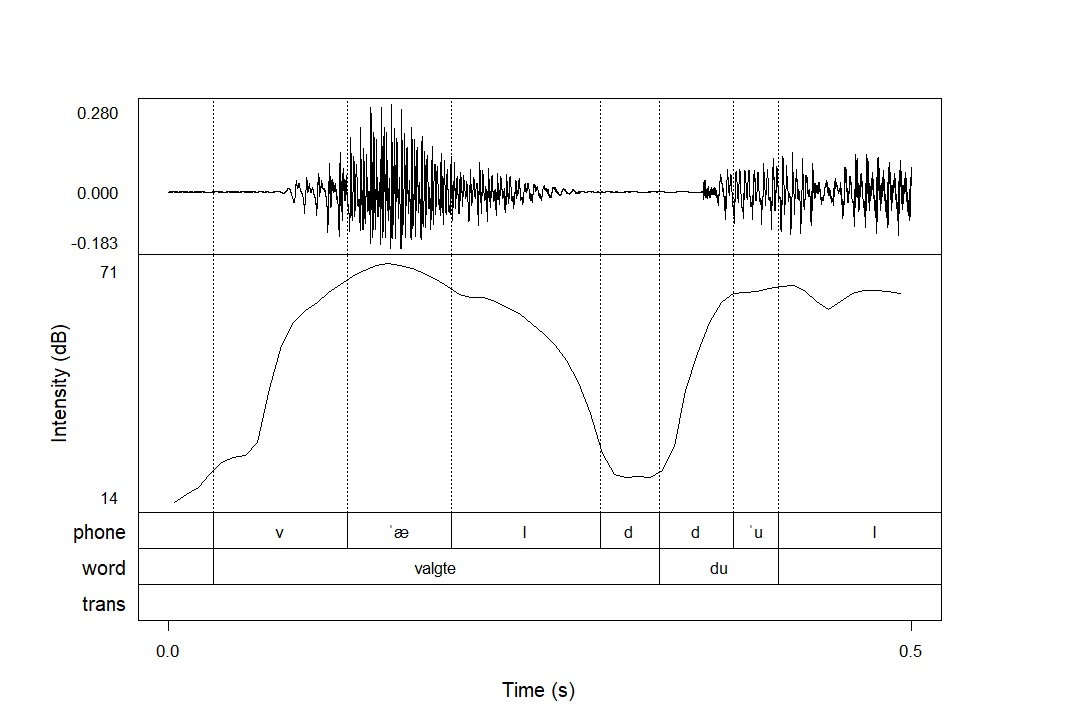 0.280
0.000
-0.183
71
Intensity (dB)
14
phone v ˈæ l d d ˈu l
word valgte du
trans
0.0 0.5
Time (s)